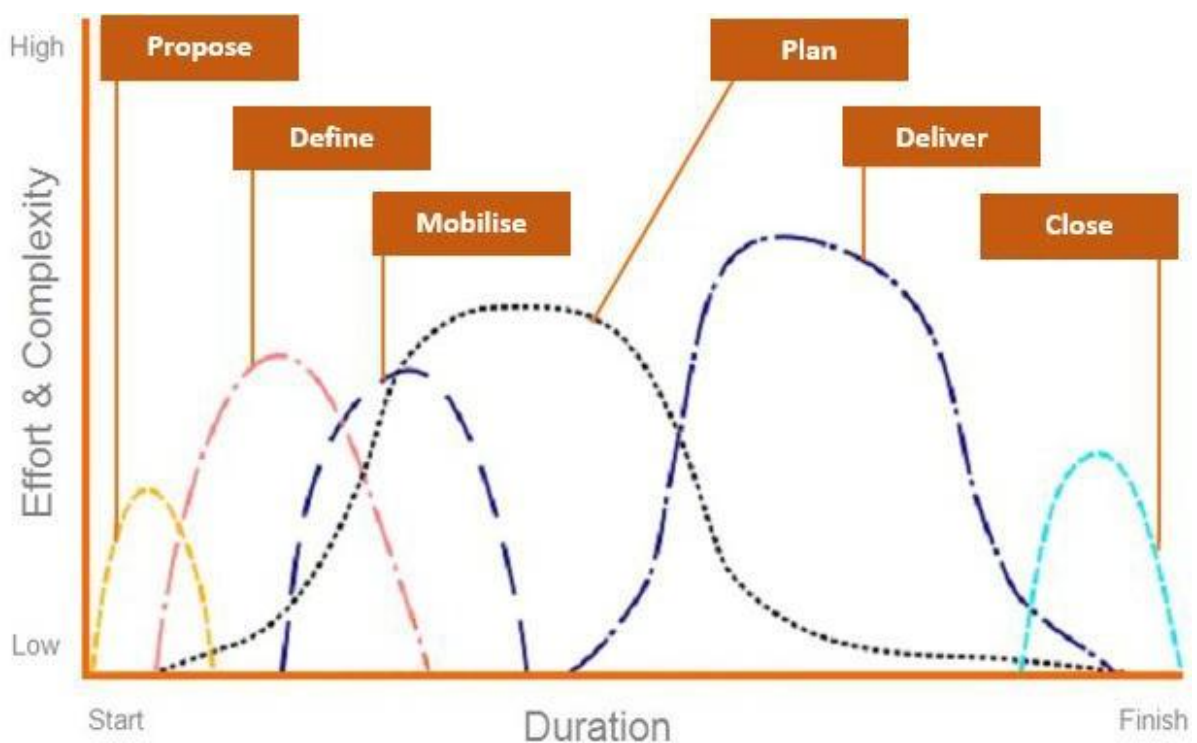 High
Propose
Plan
Define
Deliver
Mobilise
Close
Effort & Complexity
Low
Start
Duration
Finish